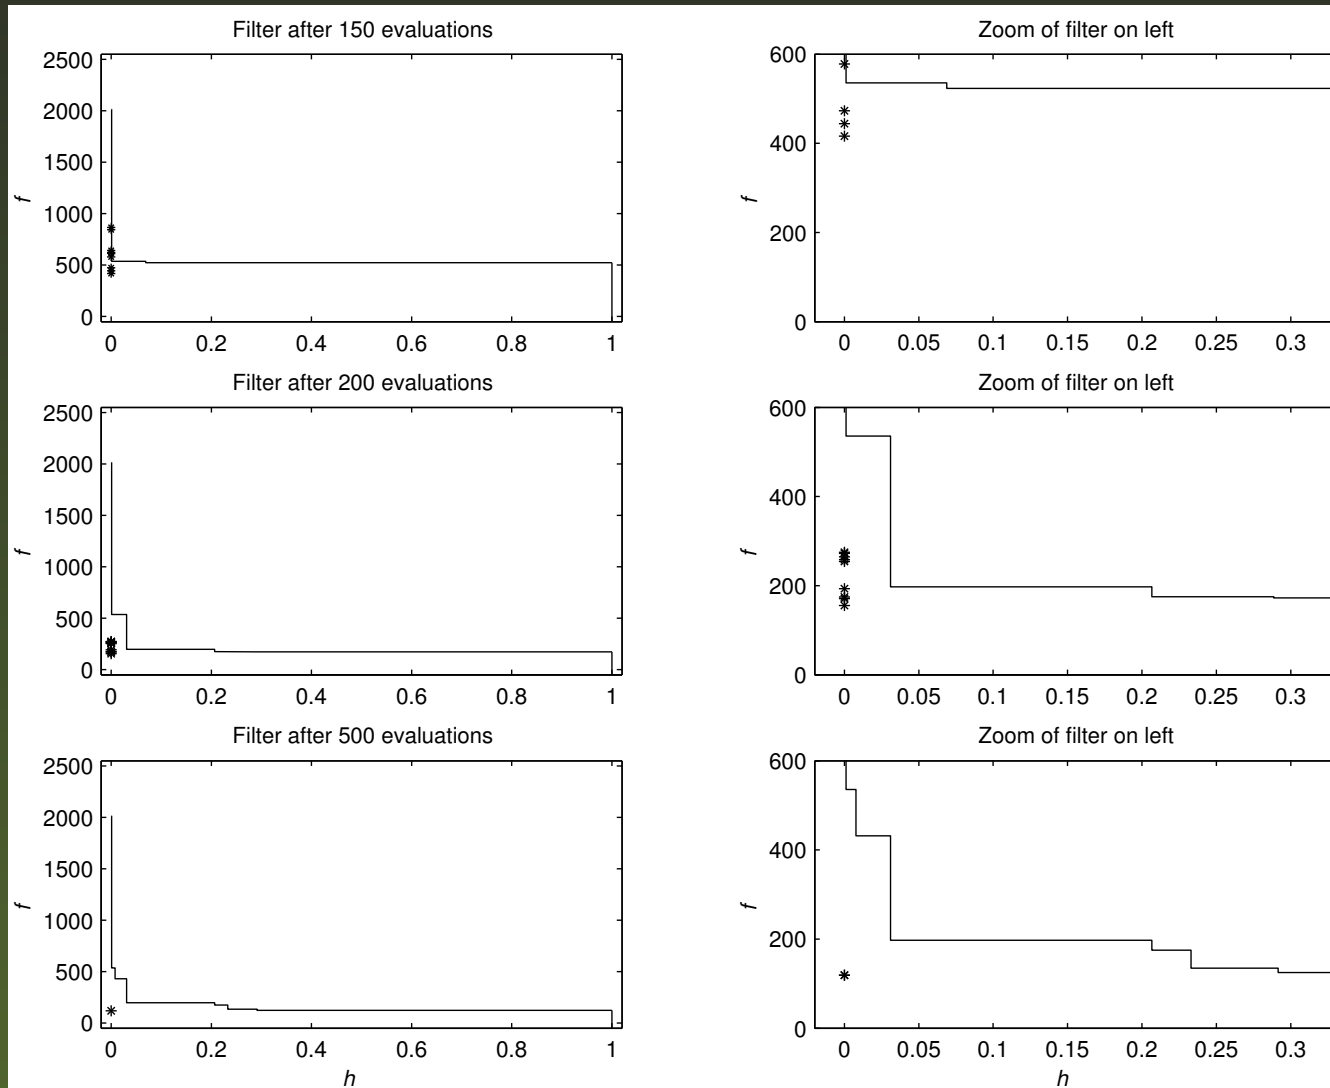 Filter after 150 evaluations
2500
2000
1500
1000
500
0
f
0 0.2 0.4 0.6 0.8 1
Zoom of filter on left
600
400
200
0
f
0 0.05 0.1 0.15 0.2 0.25 0.3
Filter after 200 evaluations
2500
2000
1500
1000
500
0
f
0 0.2 0.4 0.6 0.8 1
Zoom of filter on left
600
400
200
0
f
0 0.05 0.1 0.15 0.2 0.25 0.3
Filter after 500 evaluations
2500
2000
1500
1000
500
0
f
0 0.2 0.4 0.6 0.8 1
h
Zoom of filter on left
600
400
200
0
f
0 0.05 0.1 0.15 0.2 0.25 0.3
h